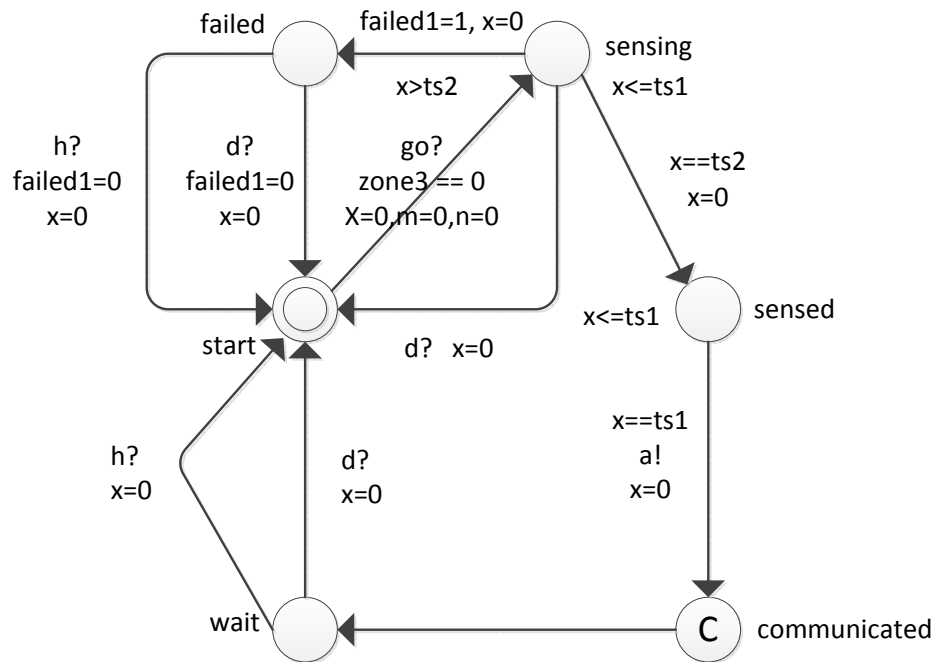 failed
failed1=1, x=0
sensing
x>ts2
x<=ts1
h?
failed1=0
x=0
d?
failed1=0
x=0
go?
zone3 == 0
X=0,m=0,n=0
x==ts2
x=0
start
d? x=0
x<=ts1
sensed
h?
x=0
d?
x=0
x==ts1
a!
x=0
wait
C
communicated